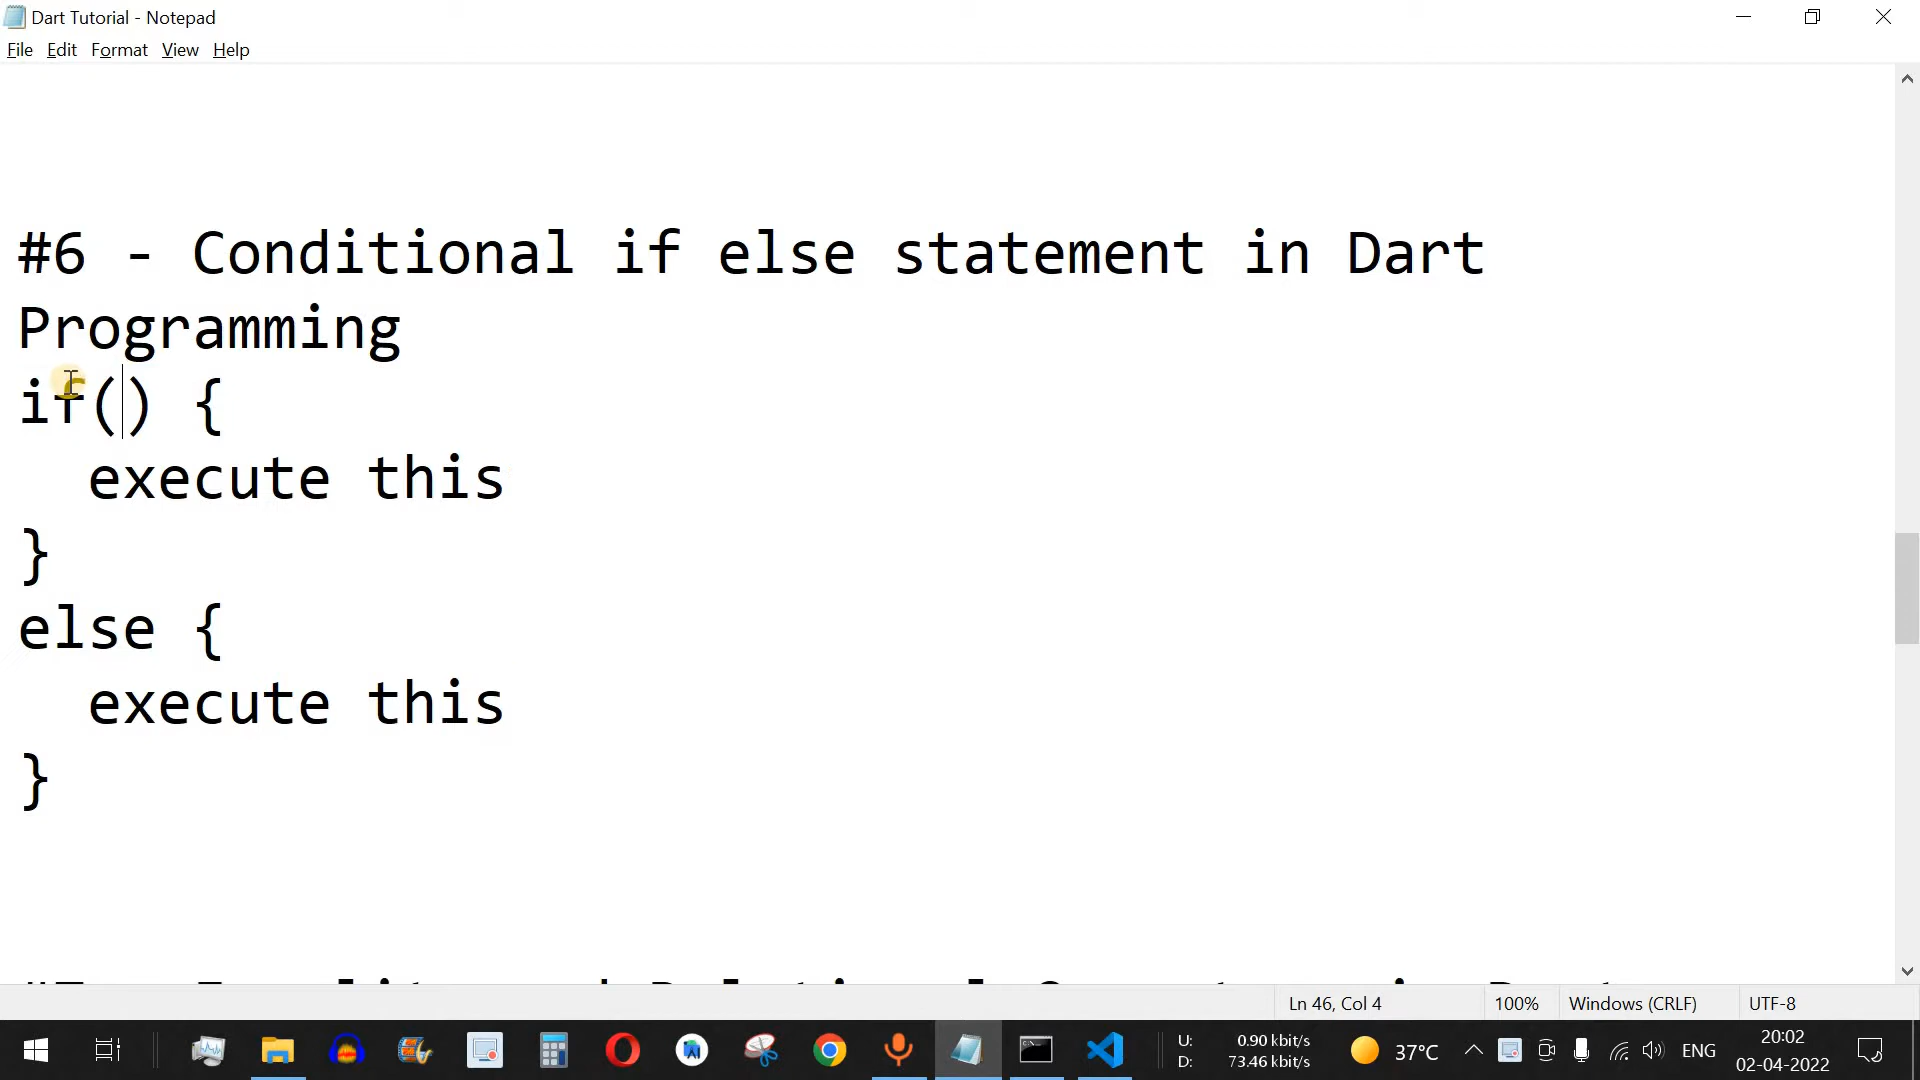 Dart Tutorial - Notepad
File Edit Format View Help
#6 - Conditional if else statement in Dart
Programming
if() {
  execute this
}
else {
  execute this
}
Ln 46, Col 4 100% Windows (CRLF) UTF-8
U: 0.90 kbit/s
D: 73.46 kbit/s
37°C
ENG
20:02
02-04-2022